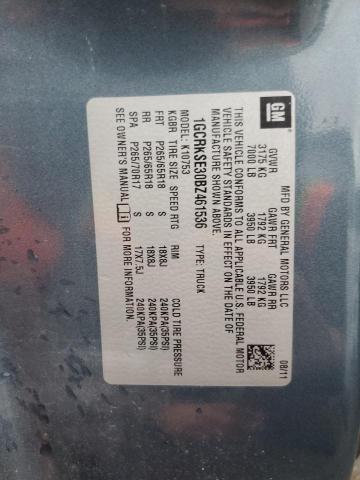 GM
MFD BY GENERAL MOTORS LLC
08/11
GVWR GAWR FRT GAWR RR
3175 KG 1792 KG 1792 KG
7000 LB 3950 LB 3950 LB
THIS VEHICLE CONFORMS TO ALL APPLICABLE U.S. FEDERAL MOTOR
VEHICLE SAFETY STANDARDS IN EFFECT ON THE DATE OF
MANUFACTURE SHOWN ABOVE.
1GCRKSE30BZ461536 TYPE: TRUCK
MODEL: K10753
KGBR TIRE SIZE SPEED RTG RIM COLD TIRE PRESSURE
FRT P265/65R18 S 18X8J 240KPA(35PSI)
RR P265/65R18 S 18X8J 240KPA(35PSI)
SPA P265/70R17 S 17X7.5J 240KPA(35PSI)
SEE OWNER'S MANUAL FOR MORE INFORMATION.